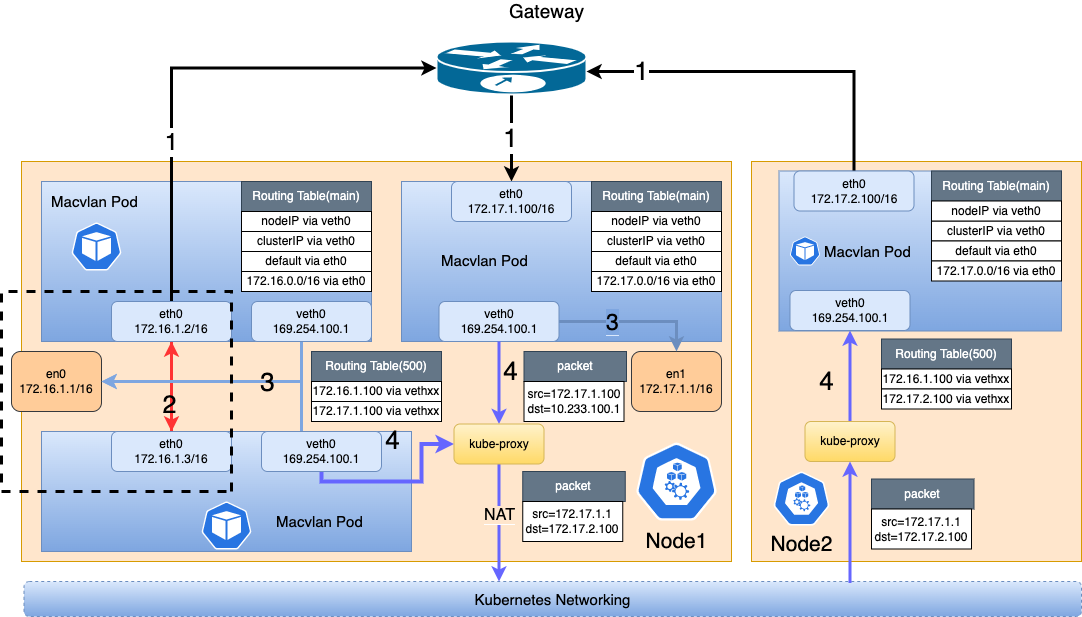 Gateway
1
1
1
Macvlan Pod
Routing Table(main)
nodeIP via veth0
clusterIP via veth0
default via eth0
172.16.0.0/16 via eth0
eth0
172.16.1.2/16
veth0
169.254.100.1
eth0
172.17.1.100/16
Macvlan Pod
Routing Table(main)
nodeIP via veth0
clusterIP via veth0
default via eth0
172.17.0.0/16 via eth0
veth0
169.254.100.1
3
eth0
172.17.2.100/16
Macvlan Pod
Routing Table(main)
nodeIP via veth0
clusterIP via veth0
default via eth0
172.17.0.0/16 via eth0
veth0
169.254.100.1
en0
172.16.1.1/16
2
3
Routing Table(500)
172.16.1.100 via vethxx
172.17.1.100 via vethxx
4
packet
src=172.17.1.100
dst=10.233.100.1
en1
172.17.1.1/16
4
Routing Table(500)
172.16.1.100 via vethxx
172.17.2.100 via vethxx
eth0
172.16.1.3/16
veth0
169.254.100.1
4
kube-proxy
kube-proxy
Macvlan Pod
NAT
packet
src=172.17.1.1
dst=172.17.2.100
Node1
Node2
packet
src=172.17.1.1
dst=172.17.2.100
Kubernetes Networking